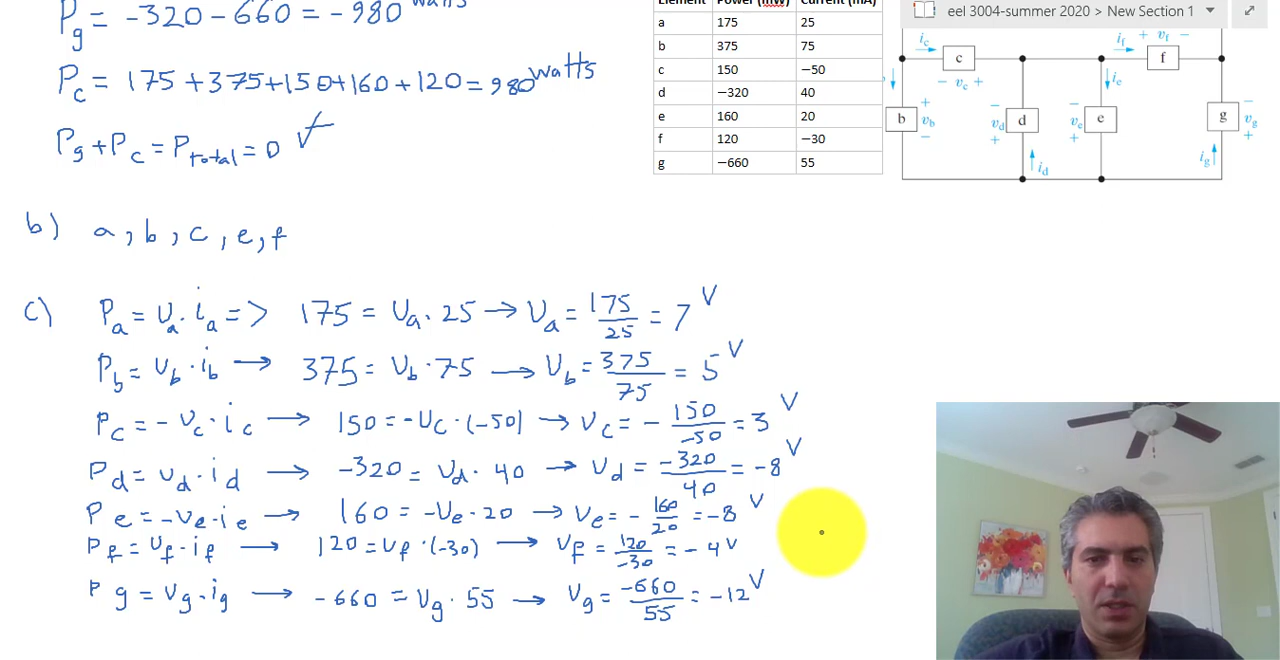 Pg = -320 - 660 = -980 watts
Pc = 175 + 375 + 150 + 160 + 120 = 980 watts
Pg + Pc = Ptotal = 0 ✓
Element Power (mW) Current (mA)
a 175 25
b 375 75
c 150 −50
d −320 40
e 160 20
f 120 −30
g −660 55
eel 3004-summer 2020 > New Section 1
ic
if + vf −
c
f
− vc +
ie
+
b vb
−
−
vd d
+
−
ve e
+
−
g vg
+
id
ig
b) a, b, c, e, f
c) Pa = Va · ia => 175 = Va · 25 → Va = 175/25 = 7 V
Pb = Vb · ib → 375 = Vb · 75 → Vb = 375/75 = 5 V
Pc = - Vc · ic → 150 = -Vc · (-50) → Vc = - 150/-50 = 3 V
Pd = Vd · id → -320 = Vd · 40 → Vd = -320/40 = -8 V
Pe = -Ve · ie → 160 = -Ve · 20 → Ve = - 160/20 = -8 V
Pf = Vf · if → 120 = Vf · (-30) → Vf = 120/-30 = -4 V
Pg = Vg · ig → -660 = Vg · 55 → Vg = -660/55 = -12 V